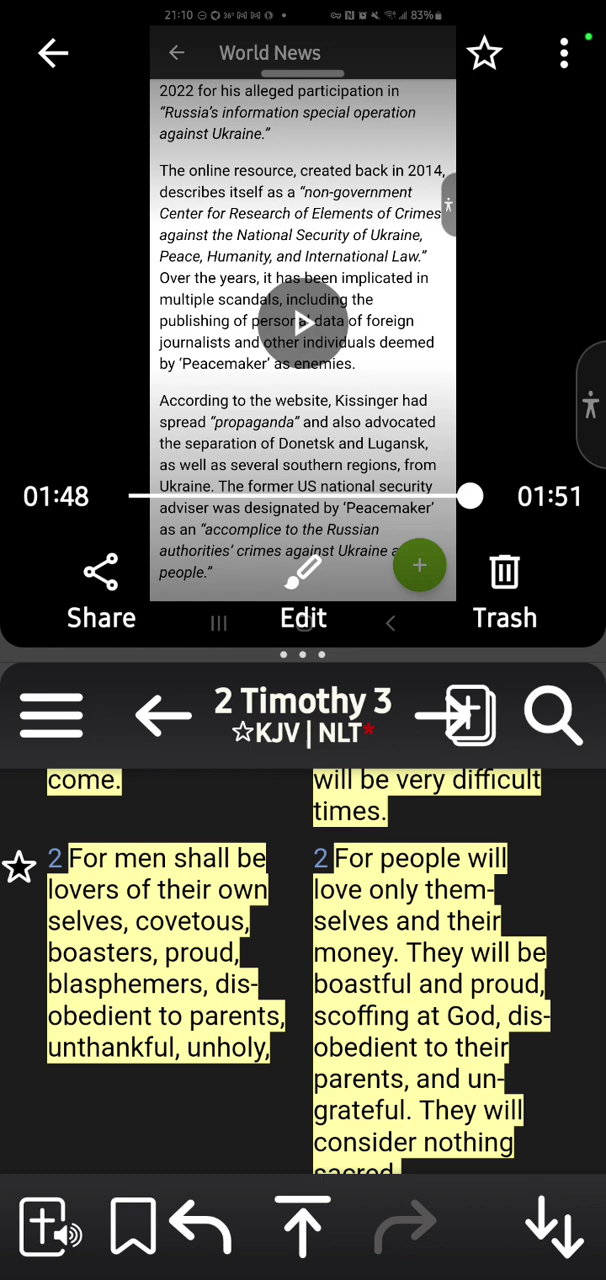 21:10 36° 83%
World News
2022 for his alleged participation in
“Russia’s information special operation
against Ukraine.”
The online resource, created back in 2014,
describes itself as a “non-government
Center for Research of Elements of Crimes
against the National Security of Ukraine,
Peace, Humanity, and International Law.”
Over the years, it has been implicated in
multiple scandals, including the
publishing of personal data of foreign
journalists and other individuals deemed
by ‘Peacemaker’ as enemies.
According to the website, Kissinger had
spread “propaganda” and also advocated
the separation of Donetsk and Lugansk,
as well as several southern regions, from
Ukraine. The former US national security
adviser was designated by ‘Peacemaker’
as an “accomplice to the Russian
authorities’ crimes against Ukraine
people.”
01:48 01:51
Share Edit Trash
2 Timothy 3
☆KJV | NLT*
come.
2 For men shall be
lovers of their own
selves, covetous,
boasters, proud,
blasphemers, dis-
obedient to parents,
unthankful, unholy,
will be very difficult
times.
2 For people will
love only them-
selves and their
money. They will be
boastful and proud,
scoffing at God, dis-
obedient to their
parents, and un-
grateful. They will
consider nothing
sacred.